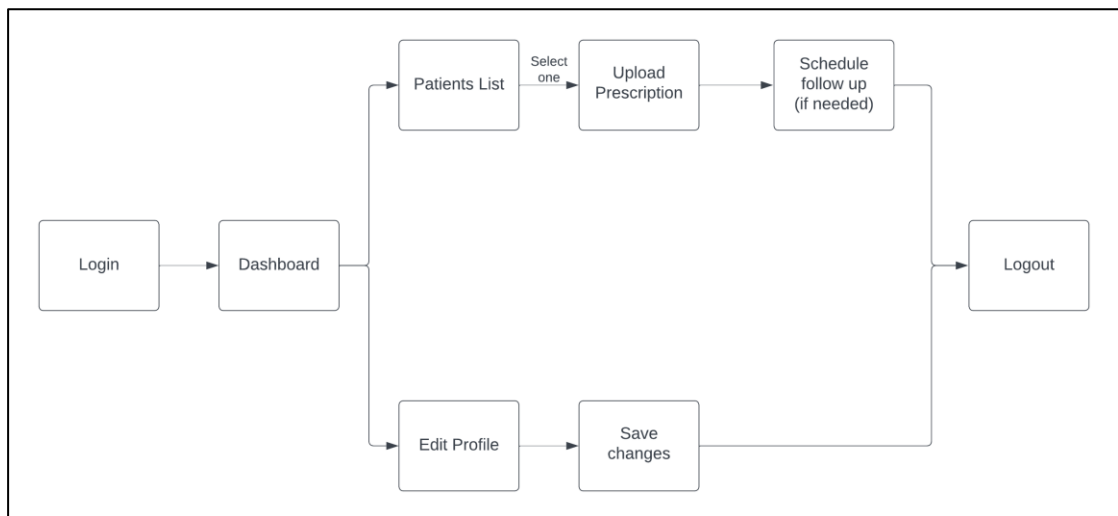 Patients List
Select
one
Upload
Prescription
Schedule
follow up
(if needed)
Login
Dashboard
Logout
Edit Profile
Save
changes